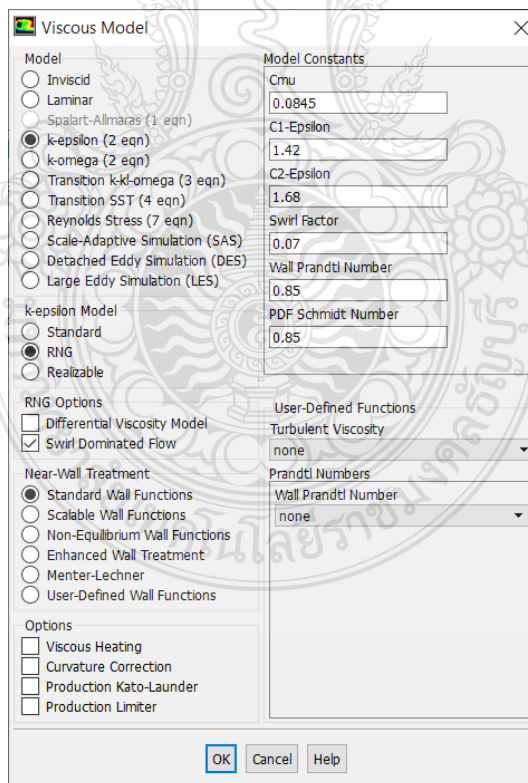 Viscous Model
Model
Inviscid
Laminar
Spalart-Allmaras (1 eqn)
k-epsilon (2 eqn)
k-omega (2 eqn)
Transition k-kl-omega (3 eqn)
Transition SST (4 eqn)
Reynolds Stress (7 eqn)
Scale-Adaptive Simulation (SAS)
Detached Eddy Simulation (DES)
Large Eddy Simulation (LES)
k-epsilon Model
Standard
RNG
Realizable
RNG Options
Differential Viscosity Model
Swirl Dominated Flow
Near-Wall Treatment
Standard Wall Functions
Scalable Wall Functions
Non-Equilibrium Wall Functions
Enhanced Wall Treatment
Menter-Lechner
User-Defined Wall Functions
Options
Viscous Heating
Curvature Correction
Production Kato-Launder
Production Limiter
Model Constants
Cmu
0.0845
C1-Epsilon
1.42
C2-Epsilon
1.68
Swirl Factor
0.07
Wall Prandtl Number
0.85
PDF Schmidt Number
0.85
User-Defined Functions
Turbulent Viscosity
none
Prandtl Numbers
Wall Prandtl Number
none
OK
Cancel
Help